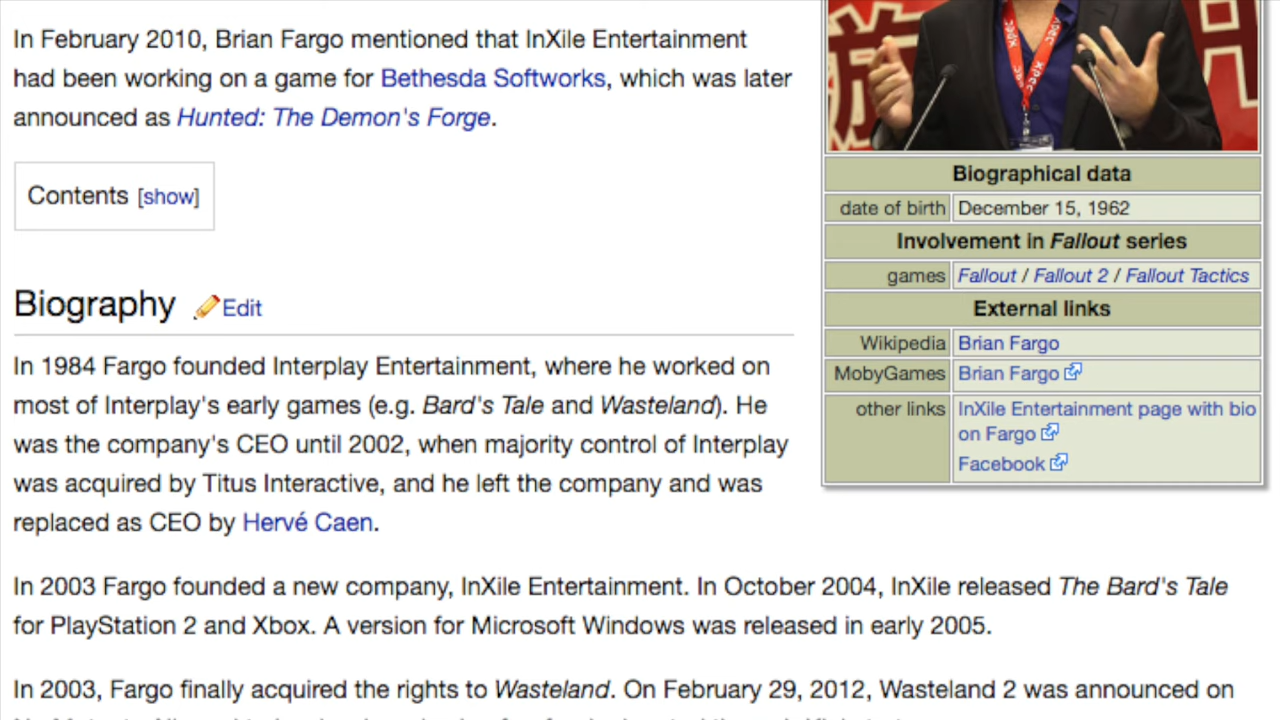 In February 2010, Brian Fargo mentioned that InXile Entertainment
had been working on a game for Bethesda Softworks, which was later
announced as Hunted: The Demon's Forge.
Contents [show]
Biography Edit
In 1984 Fargo founded Interplay Entertainment, where he worked on
most of Interplay's early games (e.g. Bard's Tale and Wasteland). He
was the company's CEO until 2002, when majority control of Interplay
was acquired by Titus Interactive, and he left the company and was
replaced as CEO by Hervé Caen.
In 2003 Fargo founded a new company, InXile Entertainment. In October 2004, InXile released The Bard's Tale
for PlayStation 2 and Xbox. A version for Microsoft Windows was released in early 2005.
In 2003, Fargo finally acquired the rights to Wasteland. On February 29, 2012, Wasteland 2 was announced on
Biographical data
date of birth December 15, 1962
Involvement in Fallout series
games Fallout / Fallout 2 / Fallout Tactics
External links
Wikipedia Brian Fargo
MobyGames Brian Fargo
other links InXile Entertainment page with bio
on Fargo
Facebook